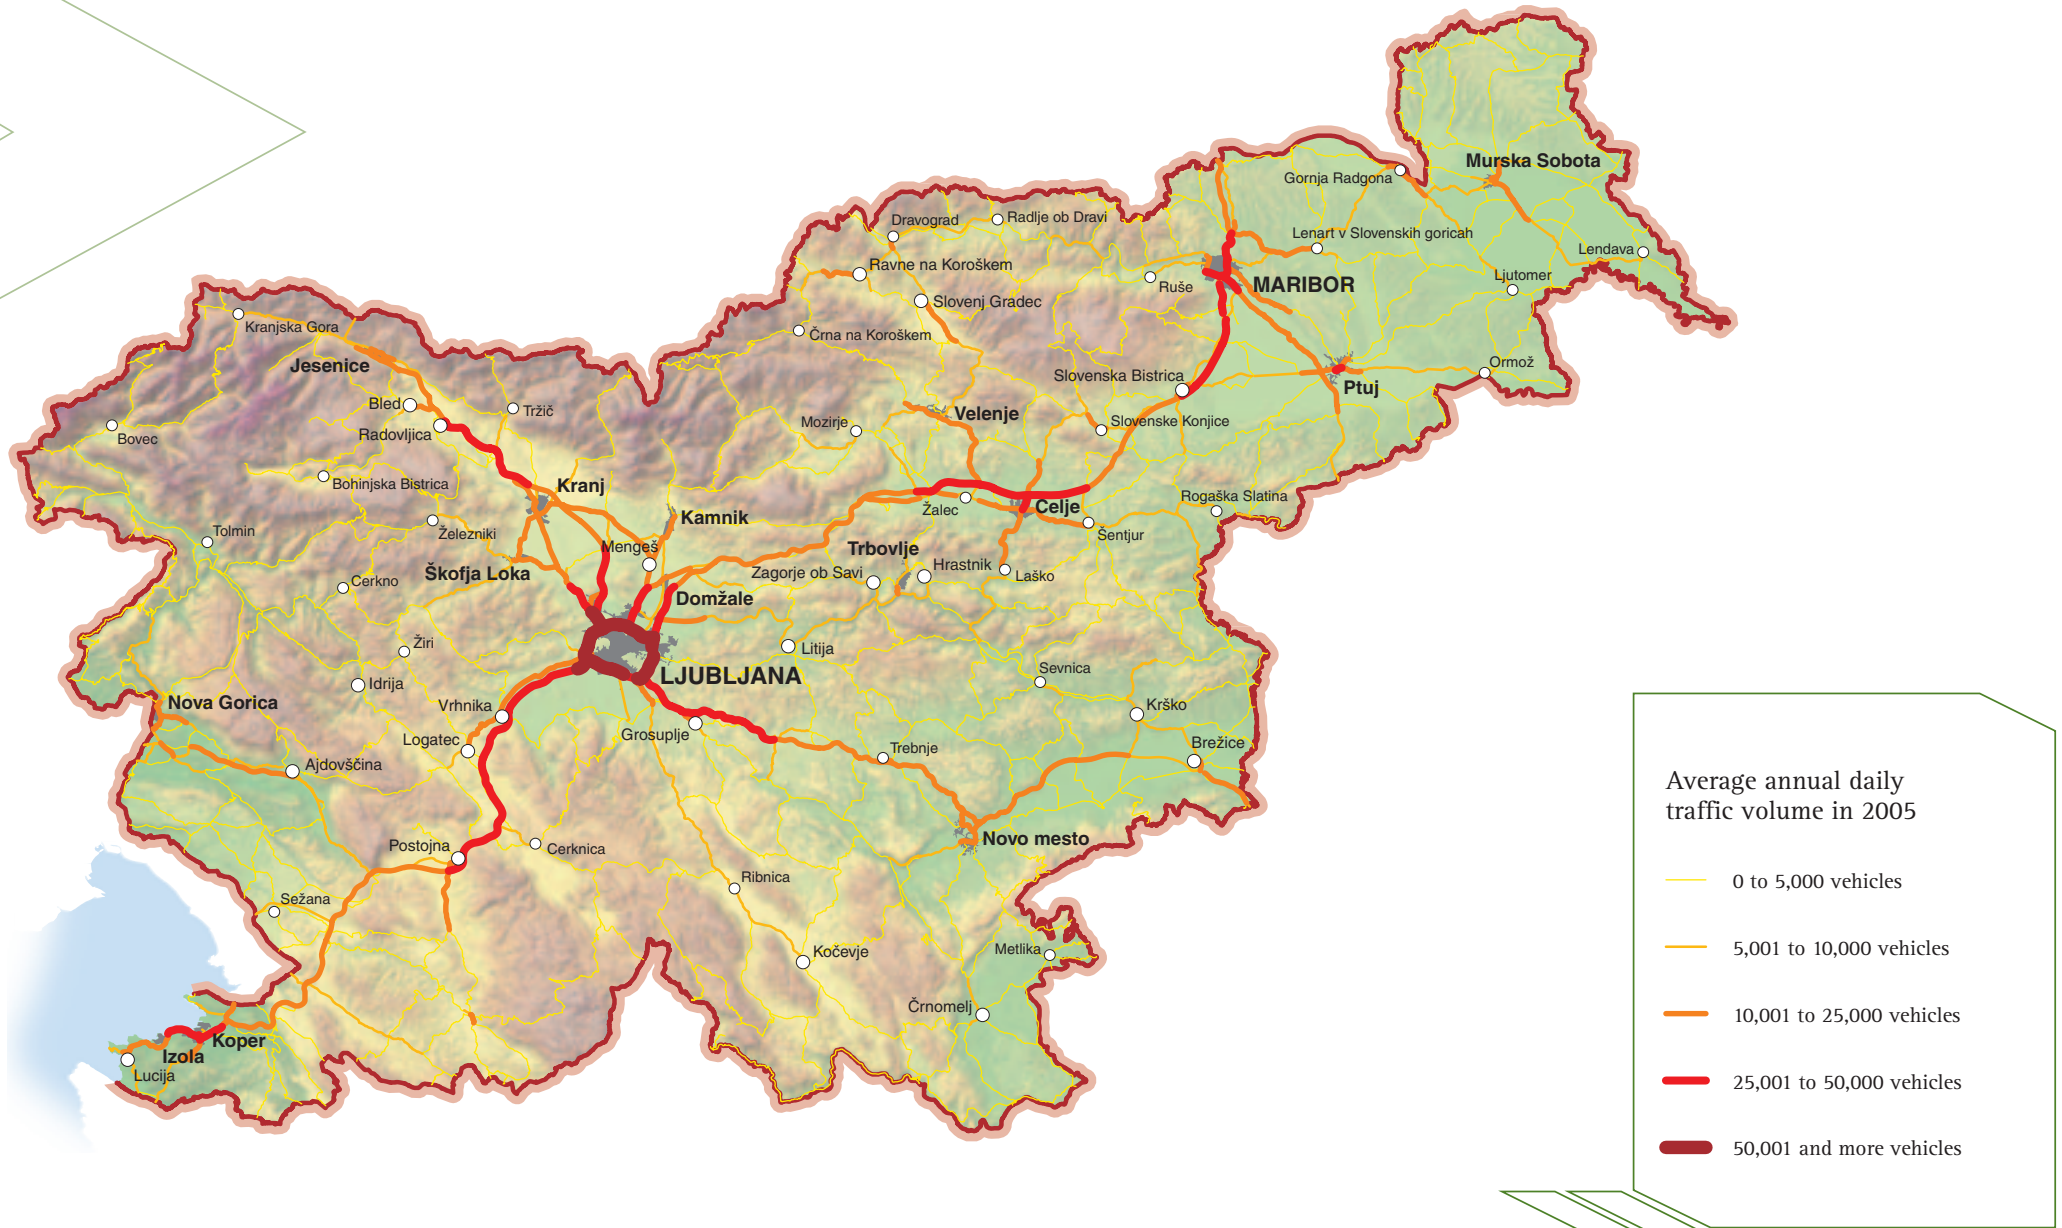 Murska Sobota
Gornja Radgona
Dravograd
Radlje ob Dravi
Lenart v Slovenskih goricah
Lendava
Ravne na Koroškem
Ruše
MARIBOR
Ljutomer
Slovenj Gradec
Kranjska Gora
Črna na Koroškem
Jesenice
Slovenska Bistrica
Ormož
Ptuj
Bled
Tržič
Velenje
Mozirje
Slovenske Konjice
Radovljica
Bovec
Bohinjska Bistrica
Kranj
Rogaška Slatina
Žalec
Celje
Kamnik
Tolmin
Železniki
Šentjur
Mengeš
Trbovlje
Hrastnik
Škofja Loka
Zagorje ob Savi
Laško
Cerkno
Domžale
Žiri
Litija
LJUBLJANA
Sevnica
Idrija
Nova Gorica
Vrhnika
Krško
Grosuplje
Logatec
Brežice
Trebnje
Ajdovščina
Novo mesto
Postojna
Cerknica
Ribnica
Sežana
Kočevje
Metlika
Črnomelj
Koper
Izola
Lucija
Average annual daily
traffic volume in 2005
0 to 5,000 vehicles
5,001 to 10,000 vehicles
10,001 to 25,000 vehicles
25,001 to 50,000 vehicles
50,001 and more vehicles